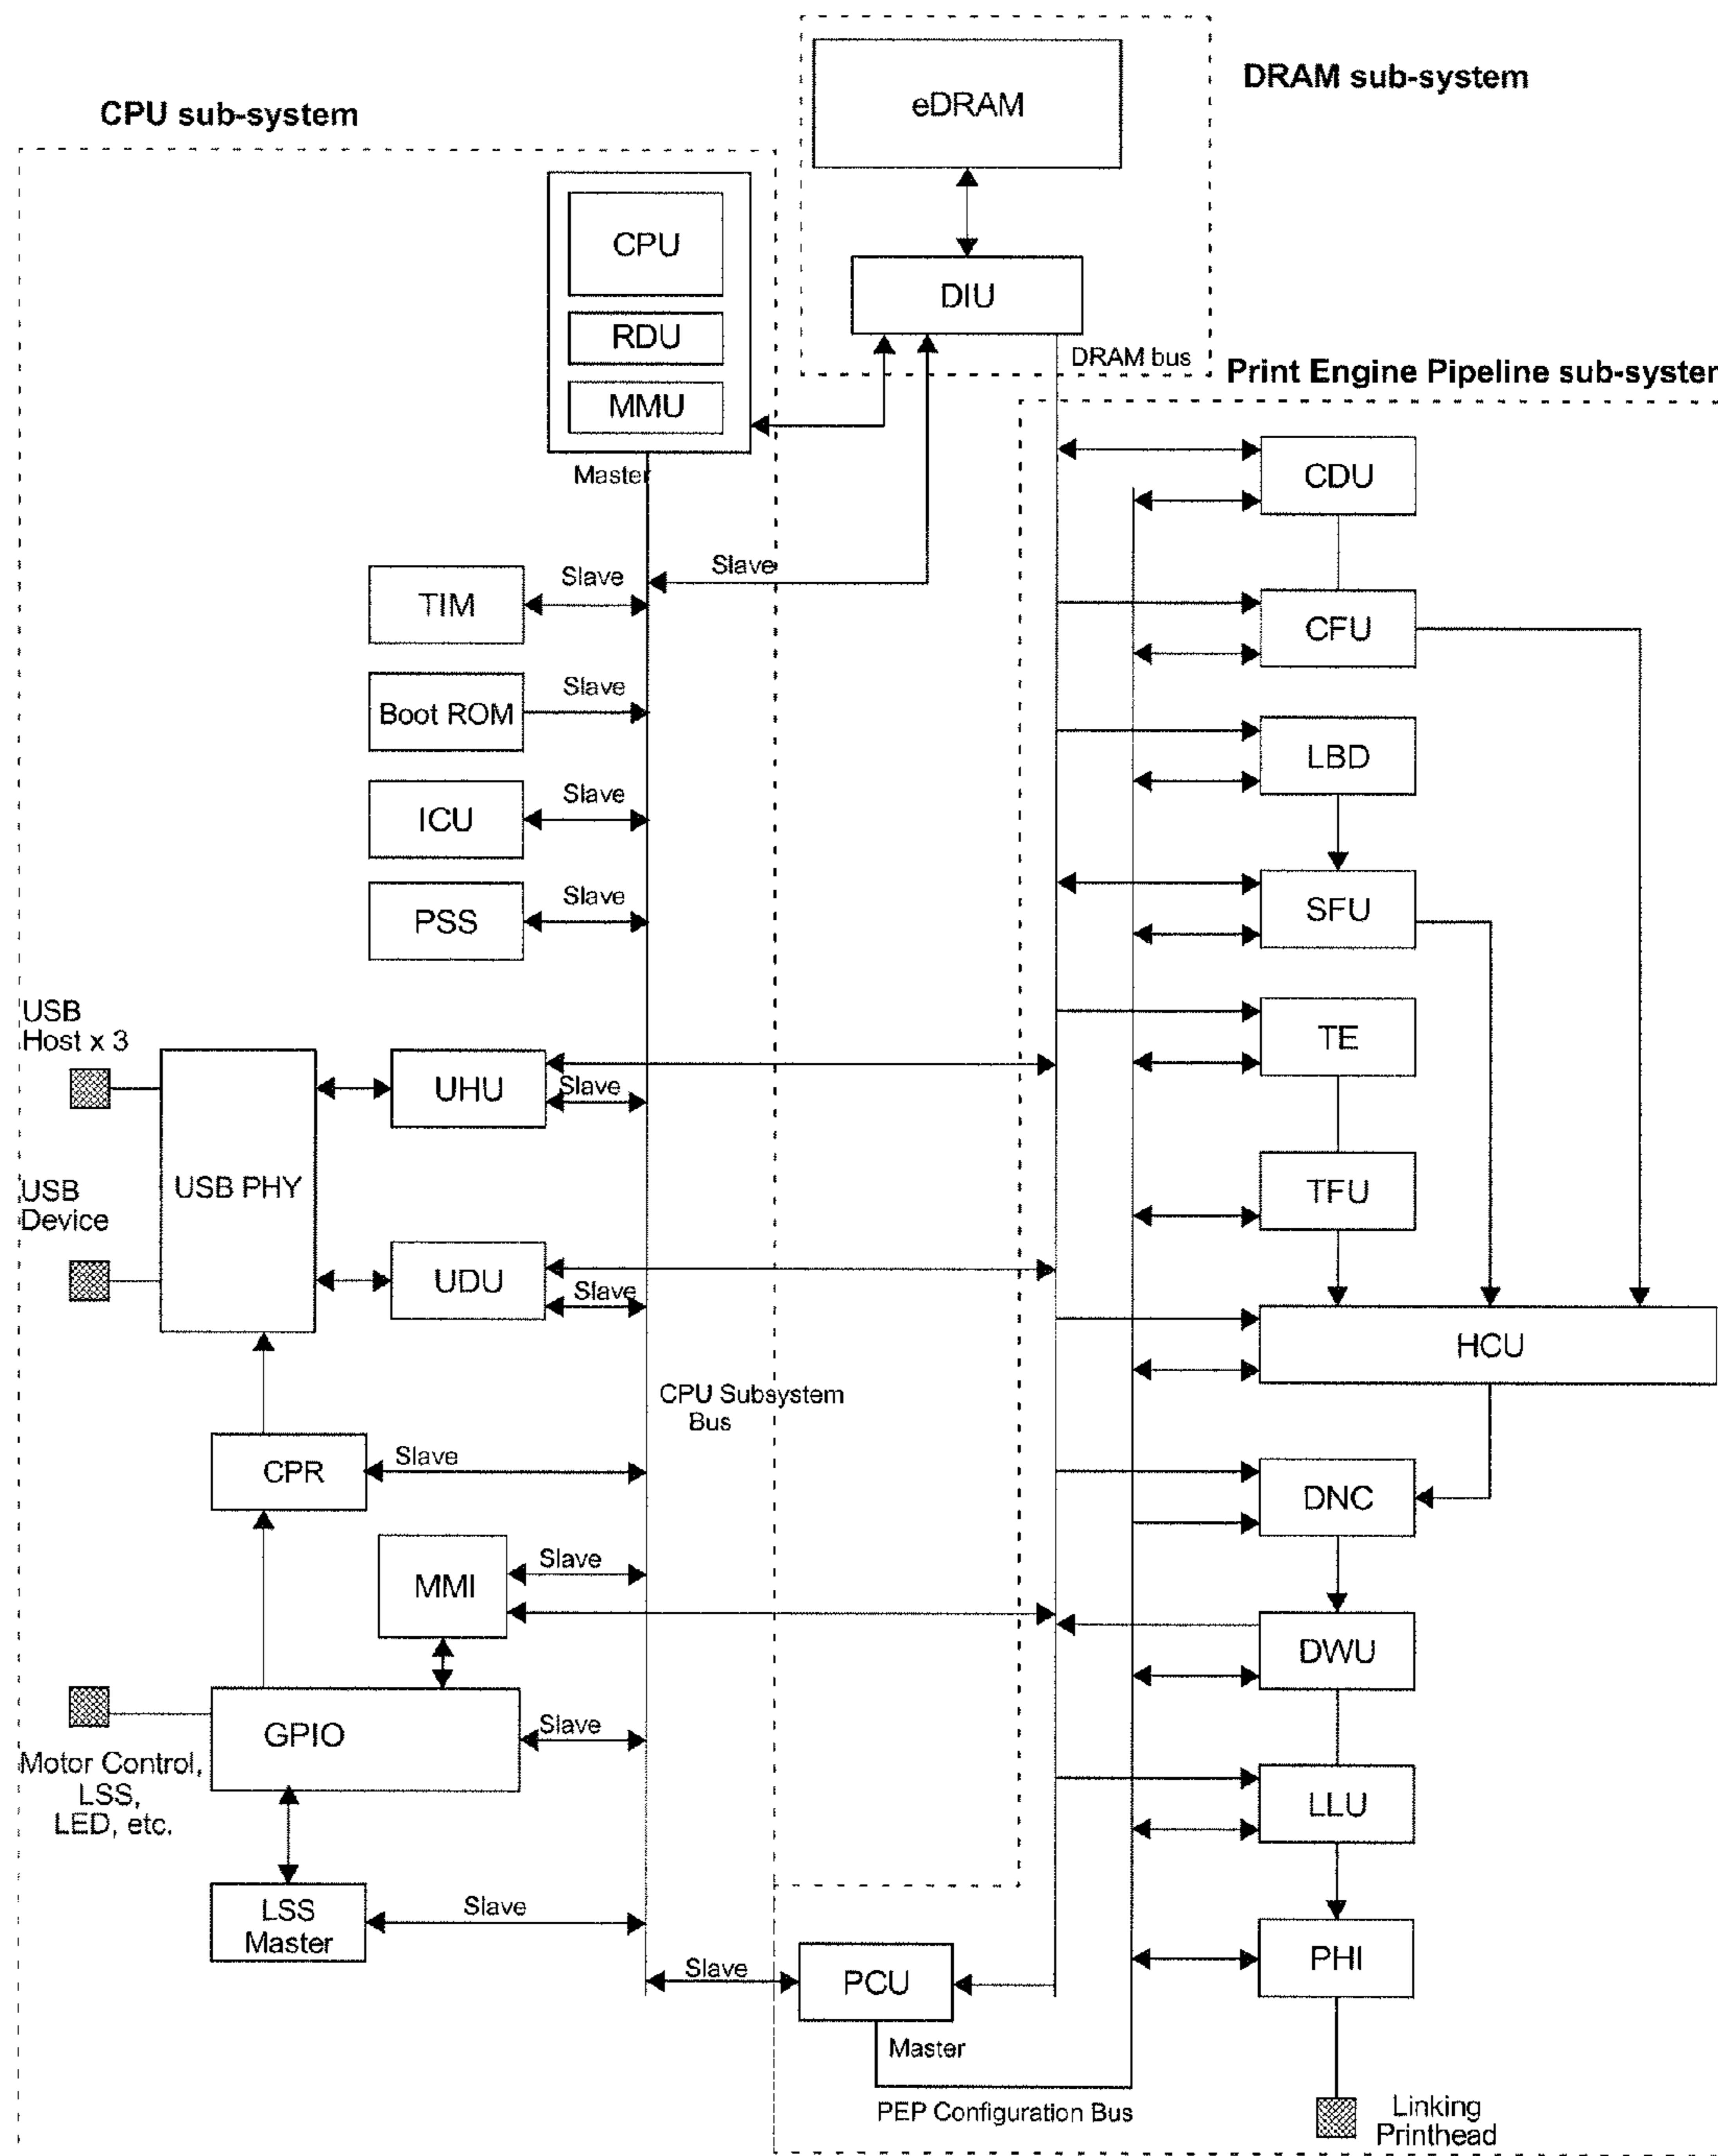 DRAM sub-system
eDRAM
CPU sub-system
CPU
DIU
RDU
DRAM bus
Print Engine Pipeline sub-system
MMU
Master
CDU
Slave
Slave
TIM
CFU
Slave
Boot ROM
LBD
Slave
ICU
Slave
PSS
SFU
USB
Host x 3
TE
UHU
Slave
USB PHY
USB
Device
TFU
UDU
Slave
HCU
CPU Subsystem
Bus
Slave
CPR
DNC
Slave
MMI
DWU
Slave
GPIO
Motor Control,
LSS,
LED, etc.
LLU
LSS
Master
Slave
PHI
Slave
PCU
Master
PEP Configuration Bus
Linking
Printhead